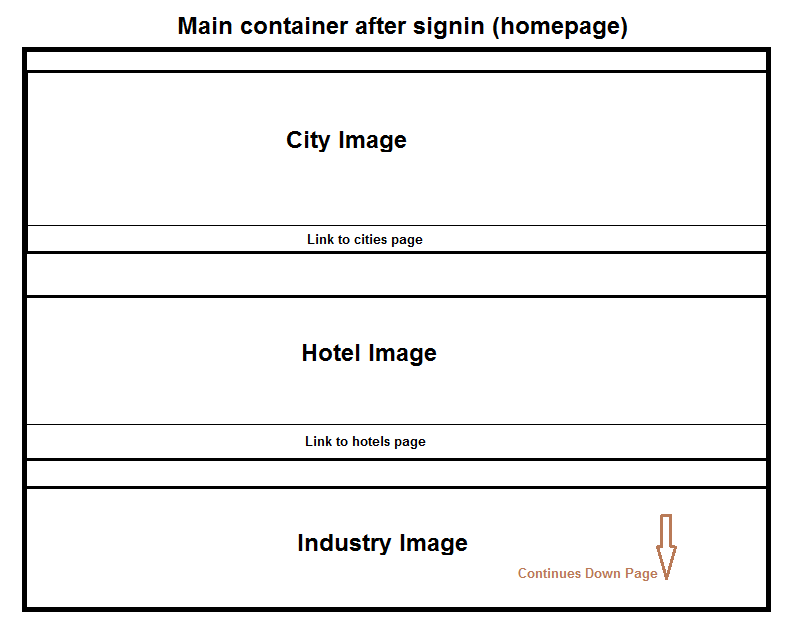 Main container after signin (homepage)
City Image
Link to cities page
Hotel Image
Link to hotels page
Industry Image
Continues Down Page